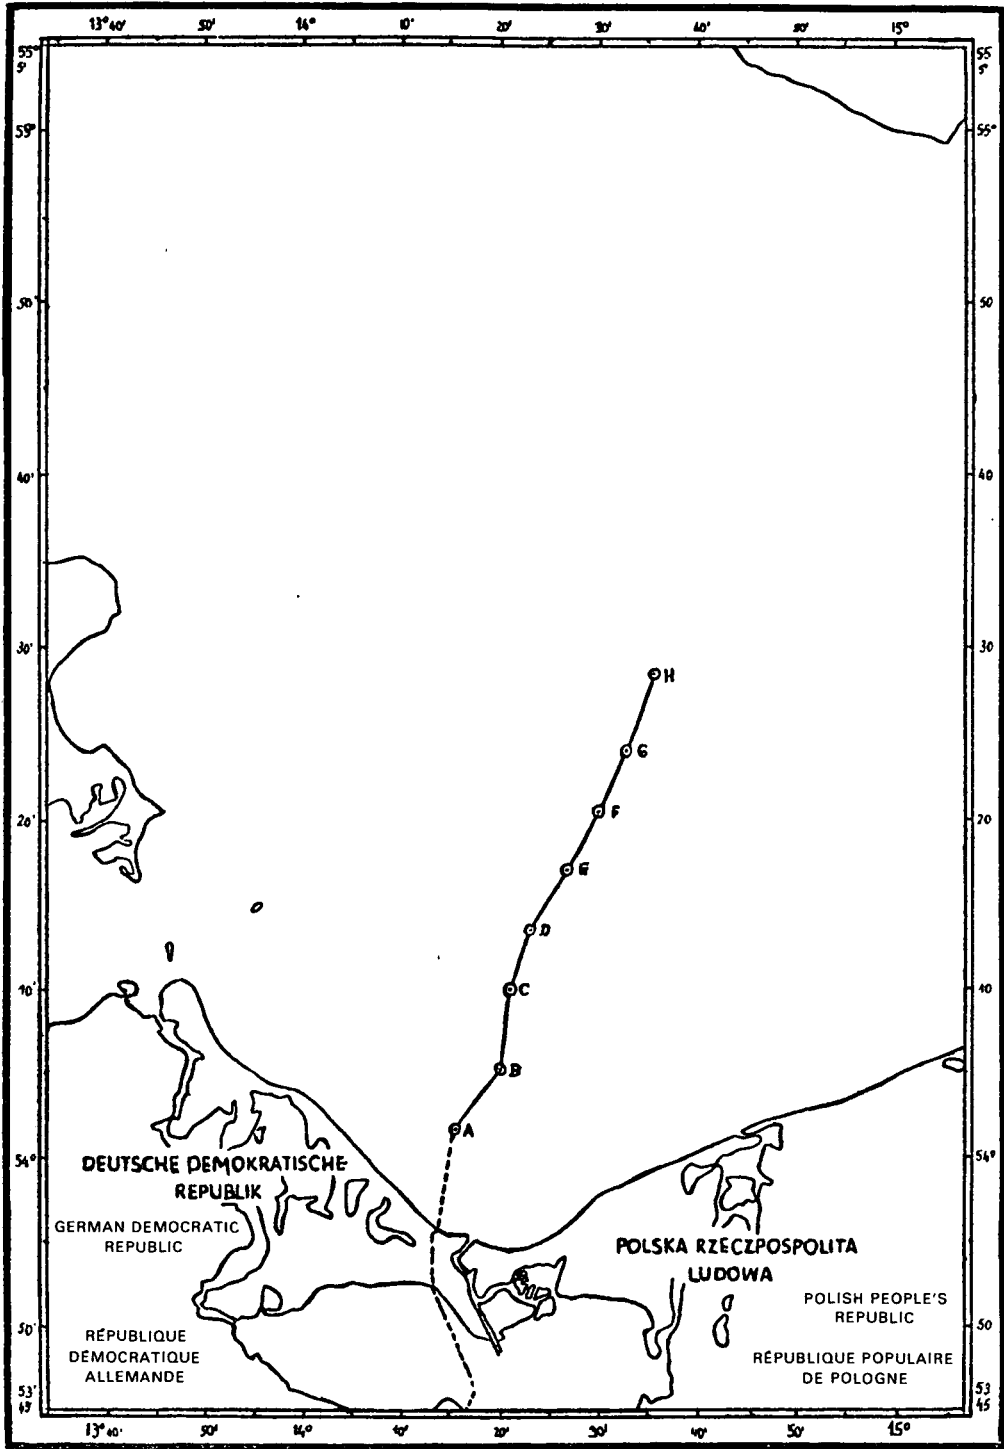 13°40' 50' 14° 10' 20' 30' 50' 15°
55° 5'
55 5'
59°
55°
50'
50
40'
40
30'
30
H
G
20'
F
20
E
D
10'
C
10
B
A
54°
54°
DEUTSCHE DEMOKRATISCHE
REPUBLIK
GERMAN DEMOCRATIC
REPUBLIC
POLSKA RZECZPOSPOLITA
LUDOWA
POLISH PEOPLE'S
REPUBLIC
50'
50
RÉPUBLIQUE
DÉMOCRATIQUE
ALLEMANDE
RÉPUBLIQUE POPULAIRE
DE POLOGNE
53'
45'
53
45
13°40' 50' 14° 10' 20' 30' 40' 50' 15°